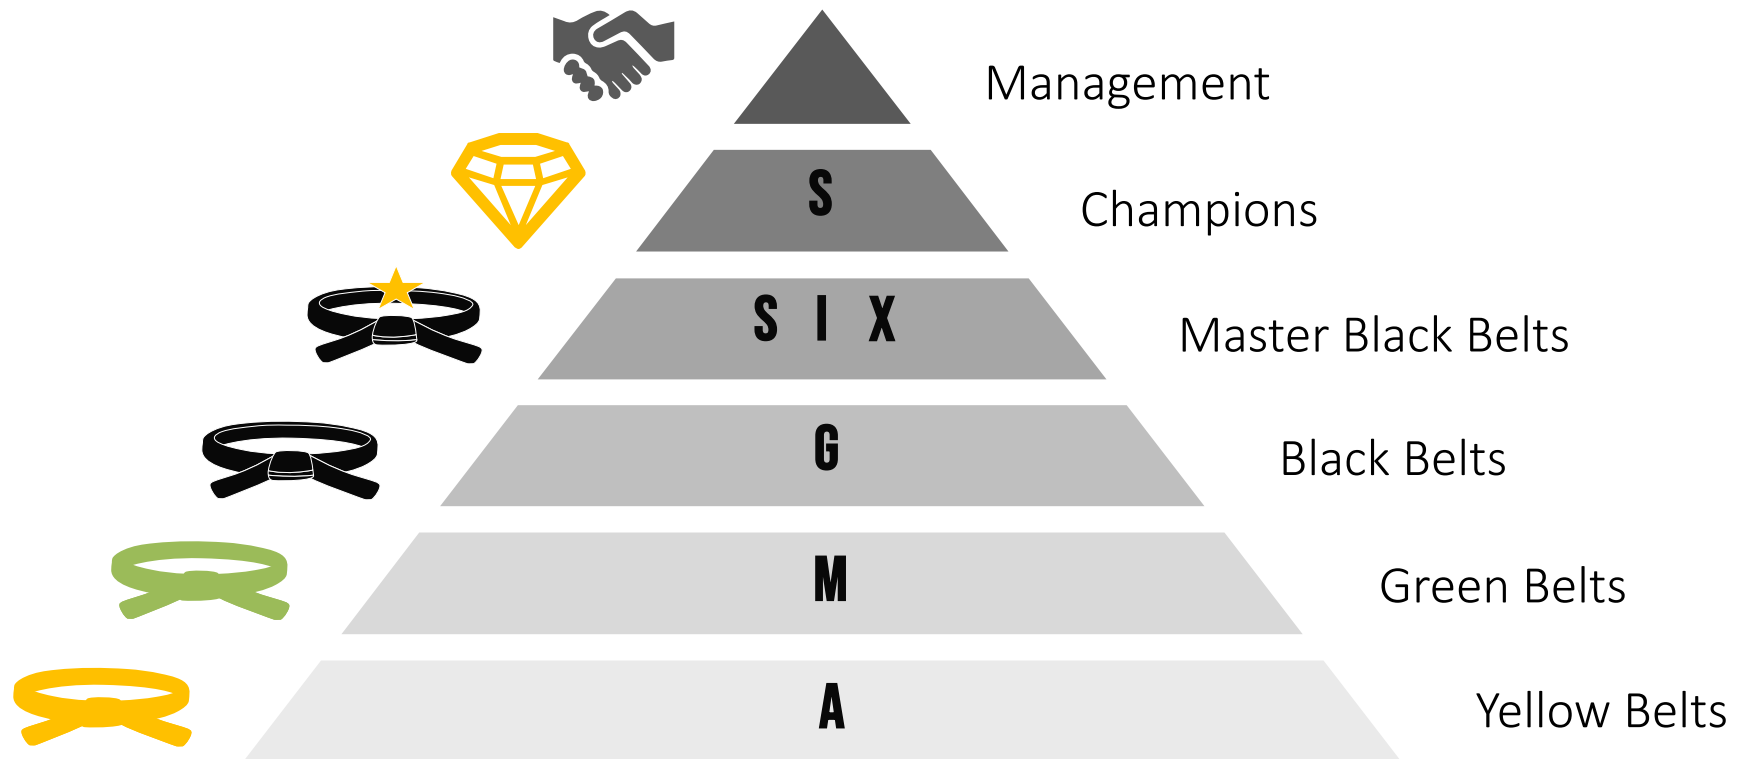 Management
S
Champions
S I X
Master Black Belts
G
Black Belts
M
Green Belts
A
Yellow Belts